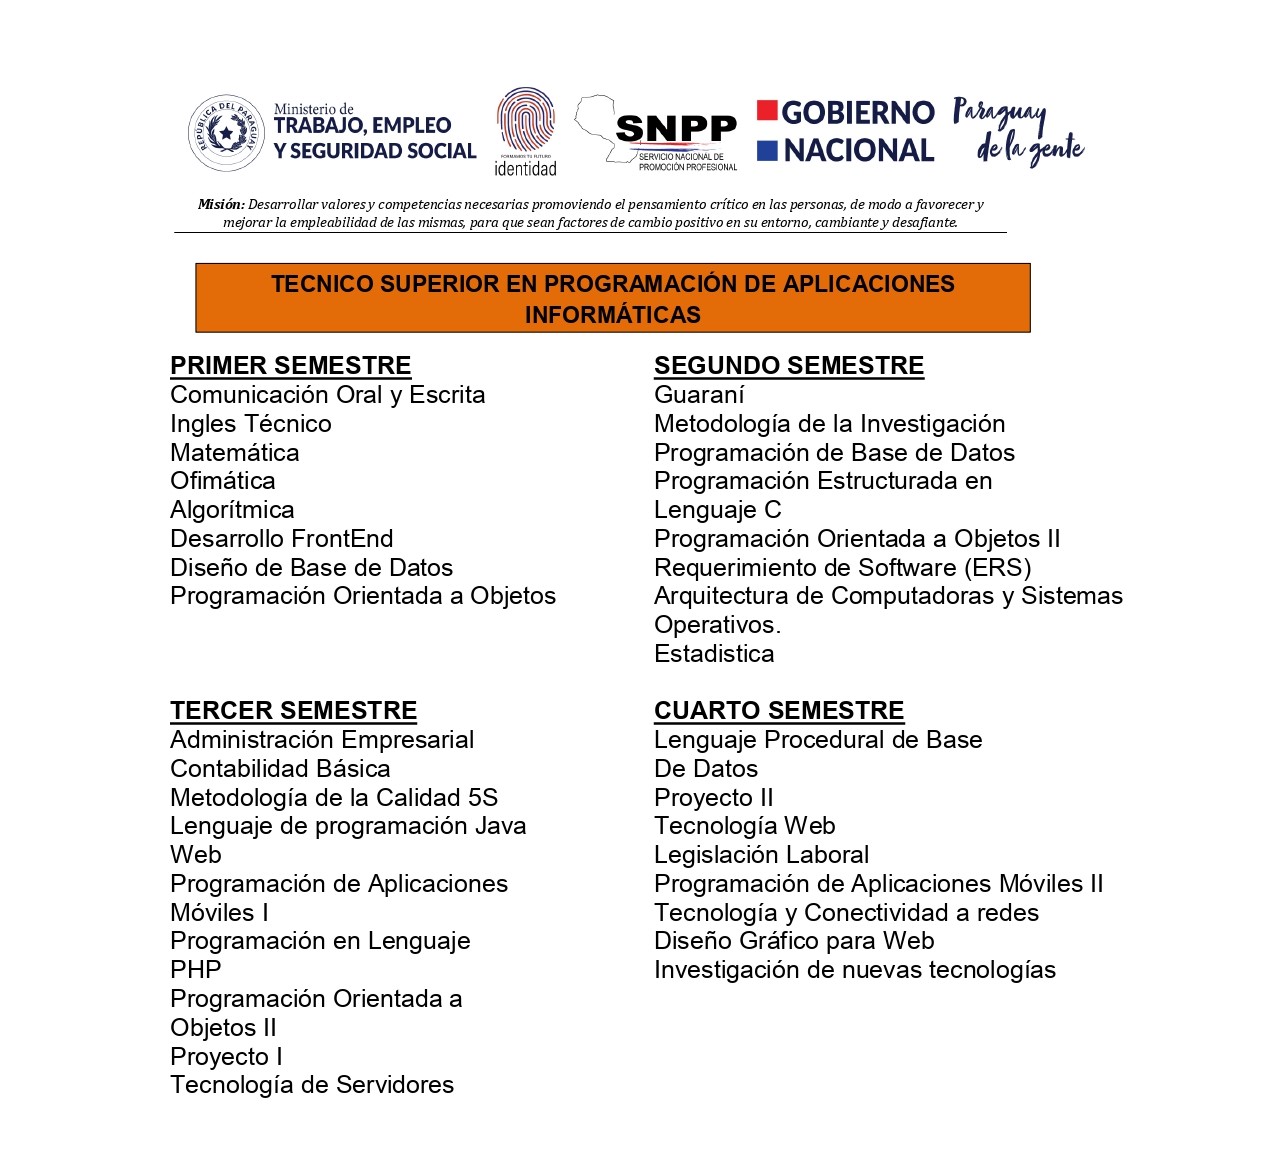 REPÚBLICA DEL PARAGUAY
Ministerio de
TRABAJO, EMPLEO
Y SEGURIDAD SOCIAL
FORMAMOS TU FUTURO
identidad
SNPP
SERVICIO NACIONAL DE
PROMOCIÓN PROFESIONAL
GOBIERNO
NACIONAL
Paraguay
de la gente
Misión: Desarrollar valores y competencias necesarias promoviendo el pensamiento crítico en las personas, de modo a favorecer y
mejorar la empleabilidad de las mismas, para que sean factores de cambio positivo en su entorno, cambiante y desafiante.
TECNICO SUPERIOR EN PROGRAMACIÓN DE APLICACIONES
INFORMÁTICAS
PRIMER SEMESTRE
Comunicación Oral y Escrita
Ingles Técnico
Matemática
Ofimática
Algorítmica
Desarrollo FrontEnd
Diseño de Base de Datos
Programación Orientada a Objetos
SEGUNDO SEMESTRE
Guaraní
Metodología de la Investigación
Programación de Base de Datos
Programación Estructurada en
Lenguaje C
Programación Orientada a Objetos II
Requerimiento de Software (ERS)
Arquitectura de Computadoras y Sistemas
Operativos.
Estadistica
TERCER SEMESTRE
Administración Empresarial
Contabilidad Básica
Metodología de la Calidad 5S
Lenguaje de programación Java
Web
Programación de Aplicaciones
Móviles I
Programación en Lenguaje
PHP
Programación Orientada a
Objetos II
Proyecto I
Tecnología de Servidores
CUARTO SEMESTRE
Lenguaje Procedural de Base
De Datos
Proyecto II
Tecnología Web
Legislación Laboral
Programación de Aplicaciones Móviles II
Tecnología y Conectividad a redes
Diseño Gráfico para Web
Investigación de nuevas tecnologías